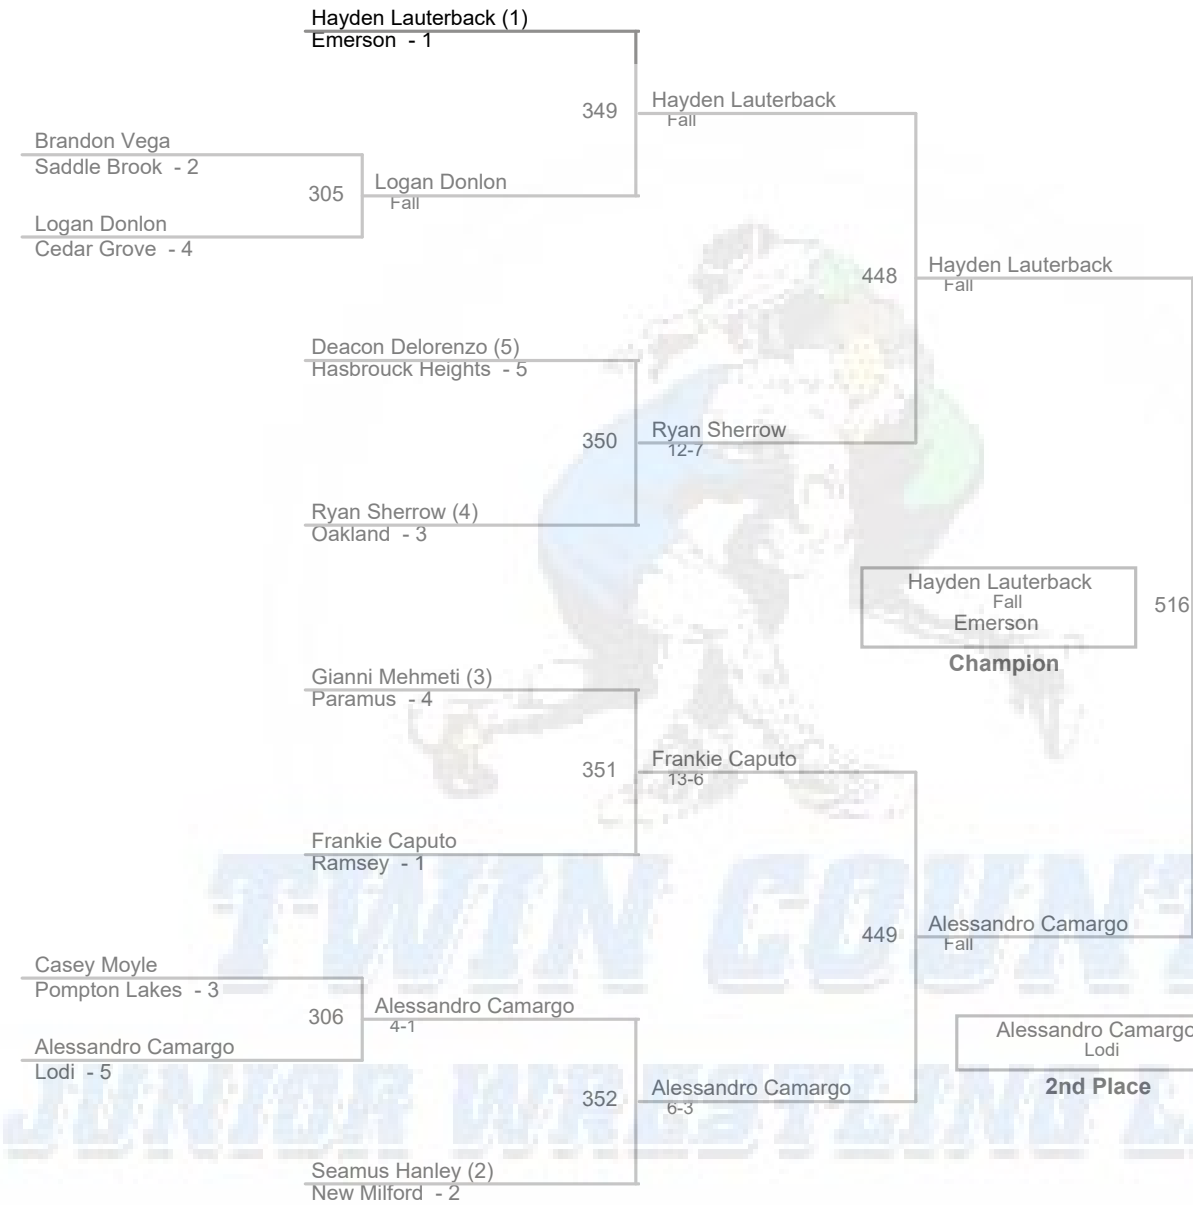 Hayden Lauterback (1)
Emerson - 1
349
Hayden Lauterback
Fall
Brandon Vega
Saddle Brook - 2
305
Logan Donlon
Fall
Logan Donlon
Cedar Grove - 4
448
Hayden Lauterback
Fall
Deacon Delorenzo (5)
Hasbrouck Heights - 5
350
Ryan Sherrow
12-7
Ryan Sherrow (4)
Oakland - 3
Hayden Lauterback
Fall
Emerson
516
Champion
Gianni Mehmeti (3)
Paramus - 4
351
Frankie Caputo
13-6
Frankie Caputo
Ramsey - 1
TWIN COUNT
449
Alessandro Camargo
Fall
Casey Moyle
Pompton Lakes - 3
306
Alessandro Camargo
4-1
Alessandro Camargo
Lodi - 5
Alessandro Camargo
Lodi
2nd Place
352
Alessandro Camargo
6-3
JUNIOR WRESTLING
Seamus Hanley (2)
New Milford - 2